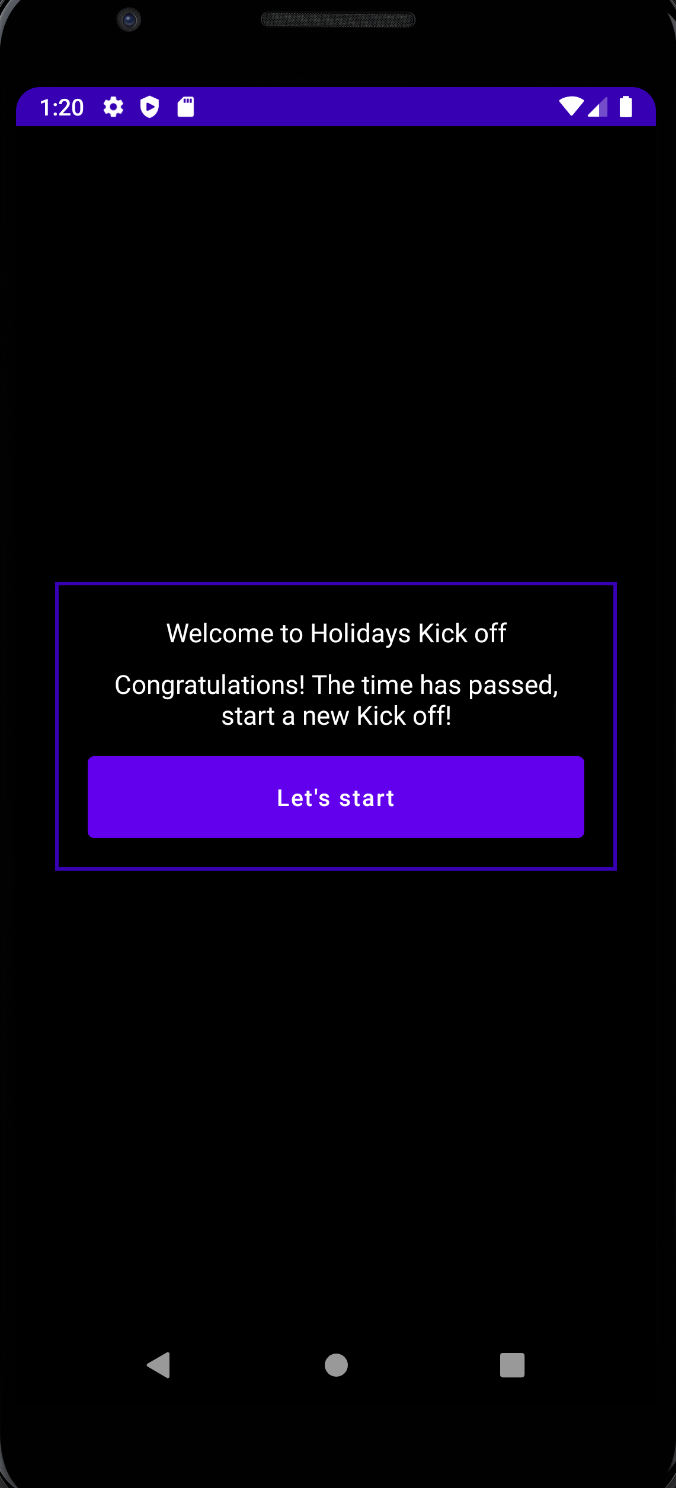 1:20
Welcome to Holidays Kick off
Congratulations! The time has passed,
start a new Kick off!
Let's start